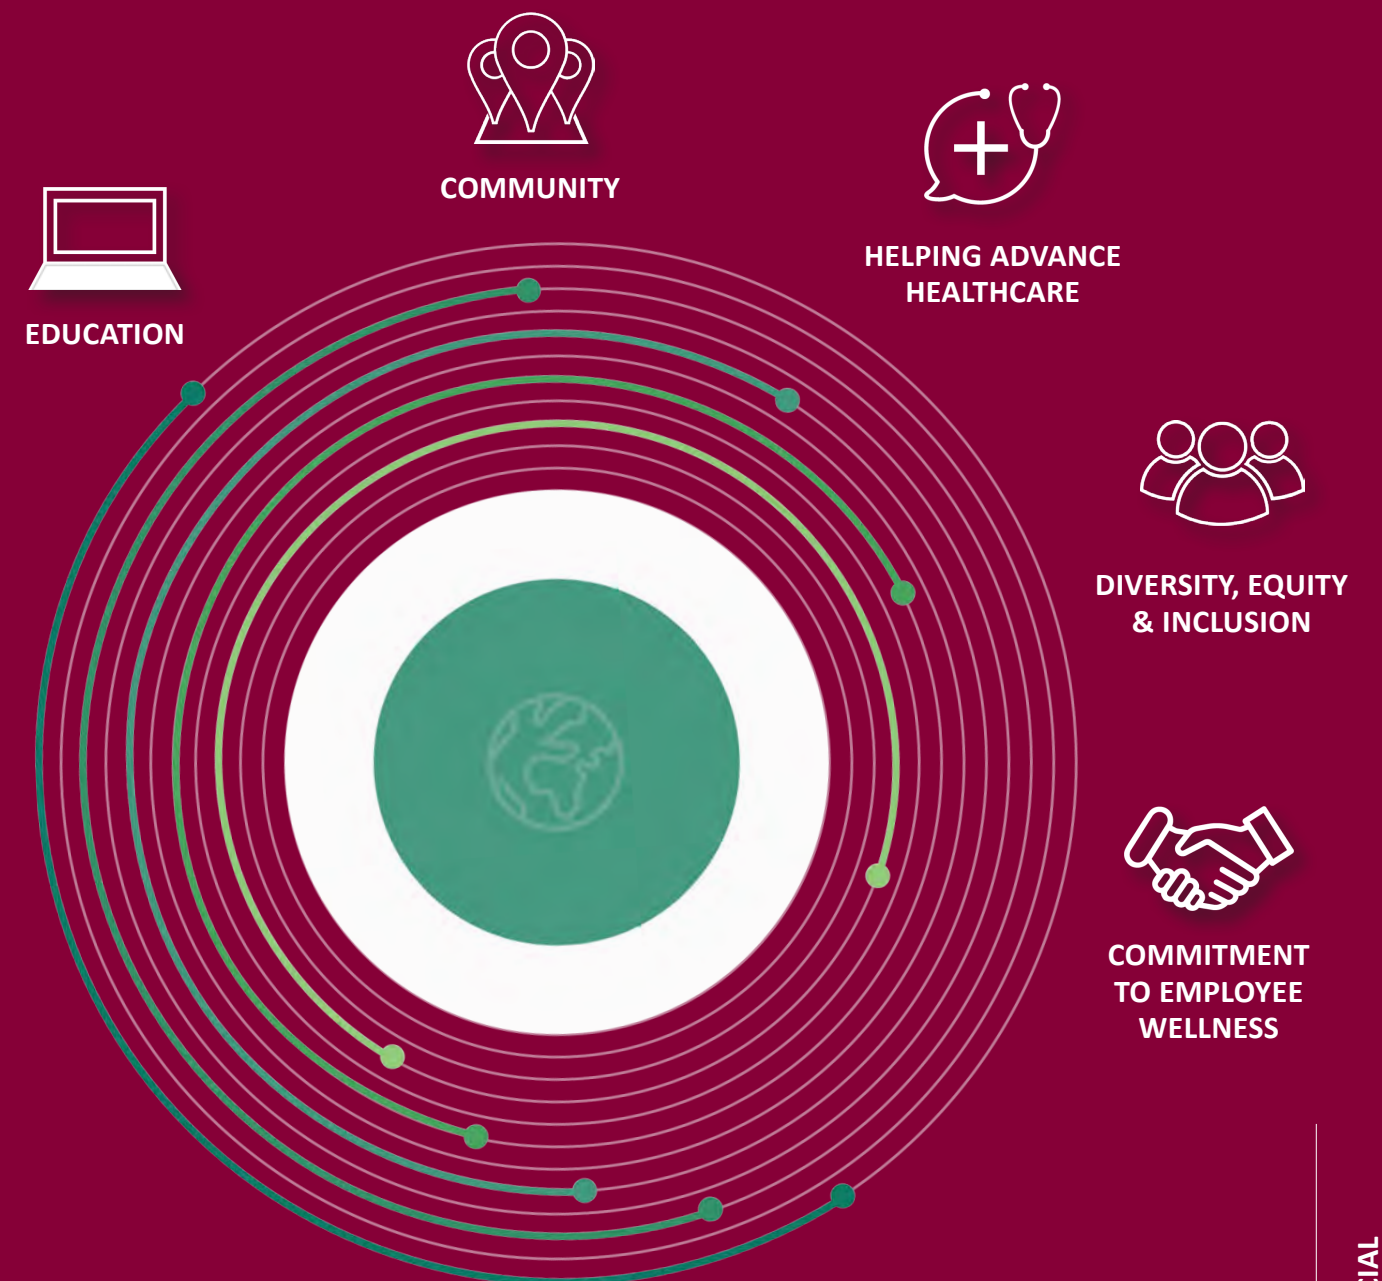 COMMUNITY
HELPING ADVANCE
HEALTHCARE
EDUCATION
DIVERSITY, EQUITY
& INCLUSION
COMMITMENT
TO EMPLOYEE
WELLNESS